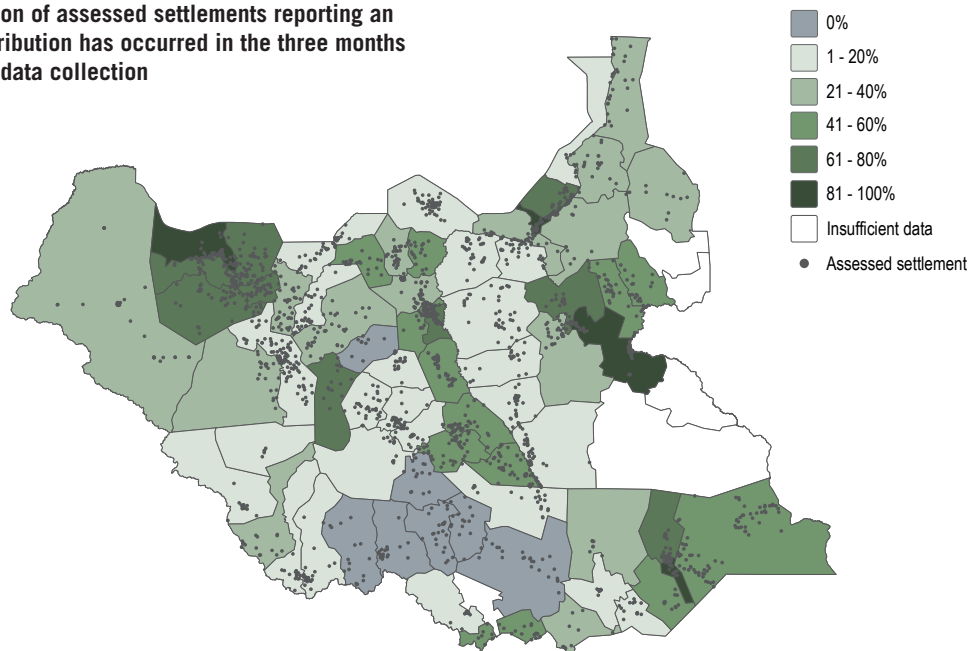 on of assessed settlements reporting an
ribution has occurred in the three months
data collection
0%
1 - 20%
21 - 40%
41 - 60%
61 - 80%
81 - 100%
Insufficient data
Assessed settlement